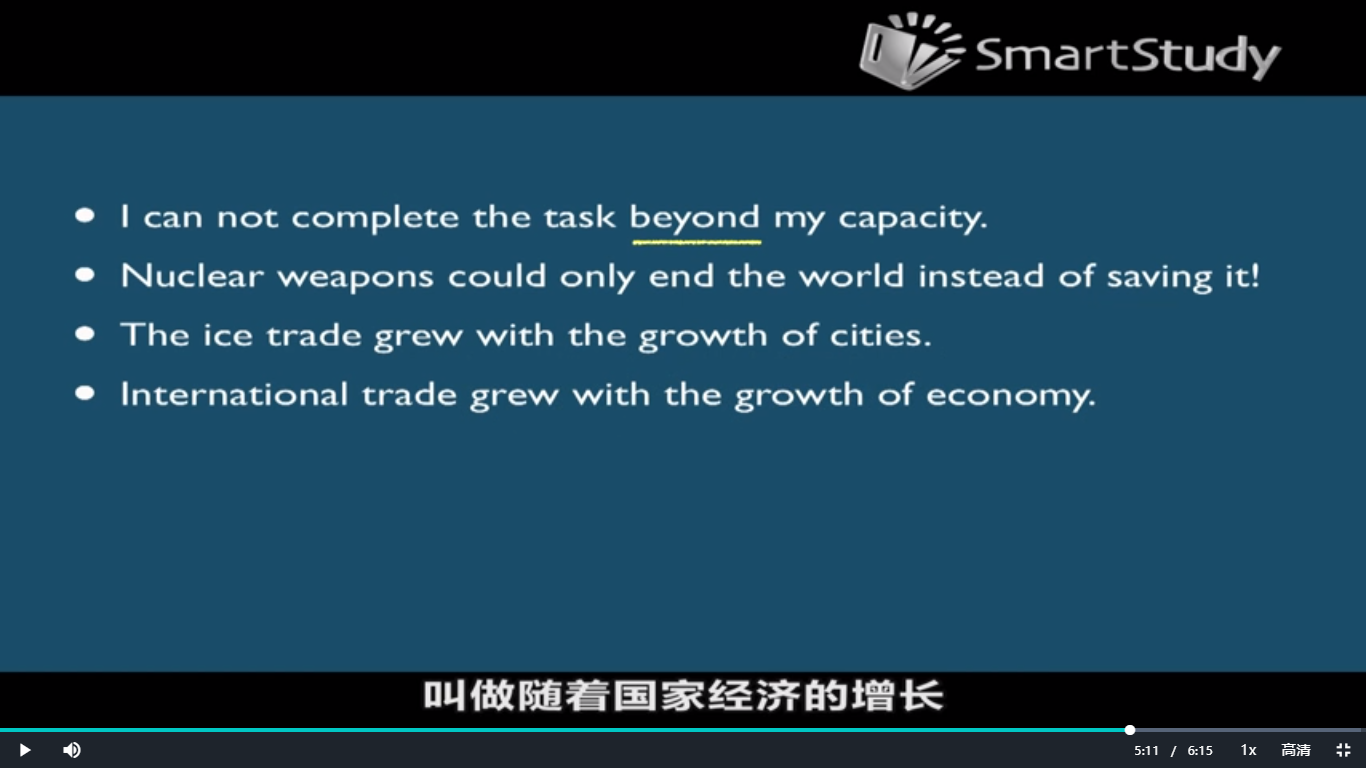 SmartStudy
I can not complete the task beyond my capacity.
Nuclear weapons could only end the world instead of saving it!
The ice trade grew with the growth of cities.
International trade grew with the growth of economy.
叫做随着国家经济的增长
5:11 / 6:15 1x 高清